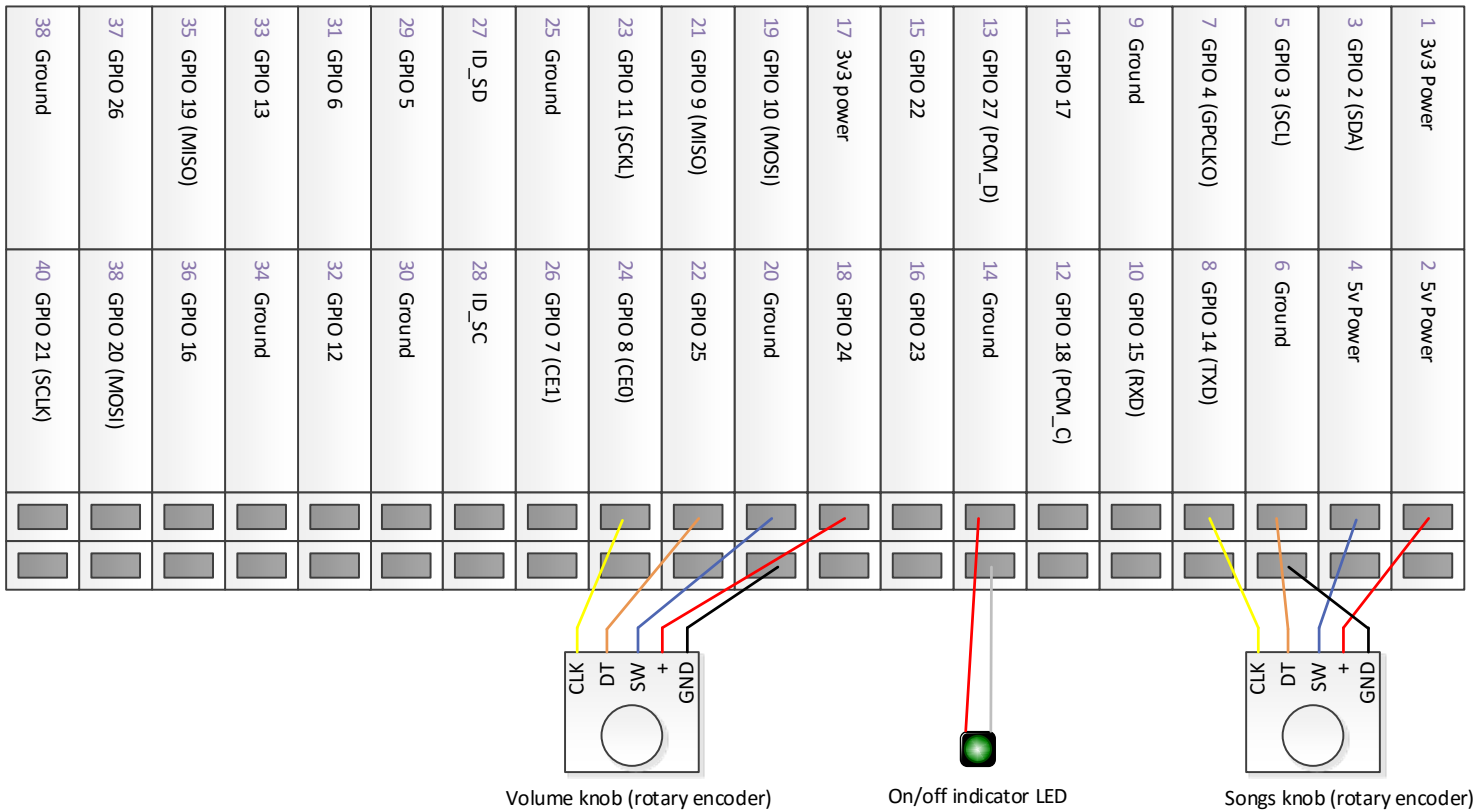 38 Ground
37 GPIO 26
35 GPIO 19 (MISO)
33 GPIO 13
31 GPIO 6
29 GPIO 5
27 ID_SD
25 Ground
23 GPIO 11 (SCKL)
21 GPIO 9 (MISO)
19 GPIO 10 (MOSI)
17 3v3 power
15 GPIO 22
13 GPIO 27 (PCM_D)
11 GPIO 17
9 Ground
7 GPIO 4 (GPCLKO)
5 GPIO 3 (SCL)
3 GPIO 2 (SDA)
1 3v3 Power
40 GPIO 21 (SCLK)
38 GPIO 20 (MOSI)
36 GPIO 16
34 Ground
32 GPIO 12
30 Ground
28 ID_SC
26 GPIO 7 (CE1)
24 GPIO 8 (CE0)
22 GPIO 25
20 Ground
18 GPIO 24
16 GPIO 23
14 Ground
12 GPIO 18 (PCM_C)
10 GPIO 15 (RXD)
8 GPIO 14 (TXD)
6 Ground
4 5v Power
2 5v Power
CLK
DT
SW
+
GND
CLK
DT
SW
+
GND
Volume knob (rotary encoder)
On/off indicator LED
Songs knob (rotary encoder)